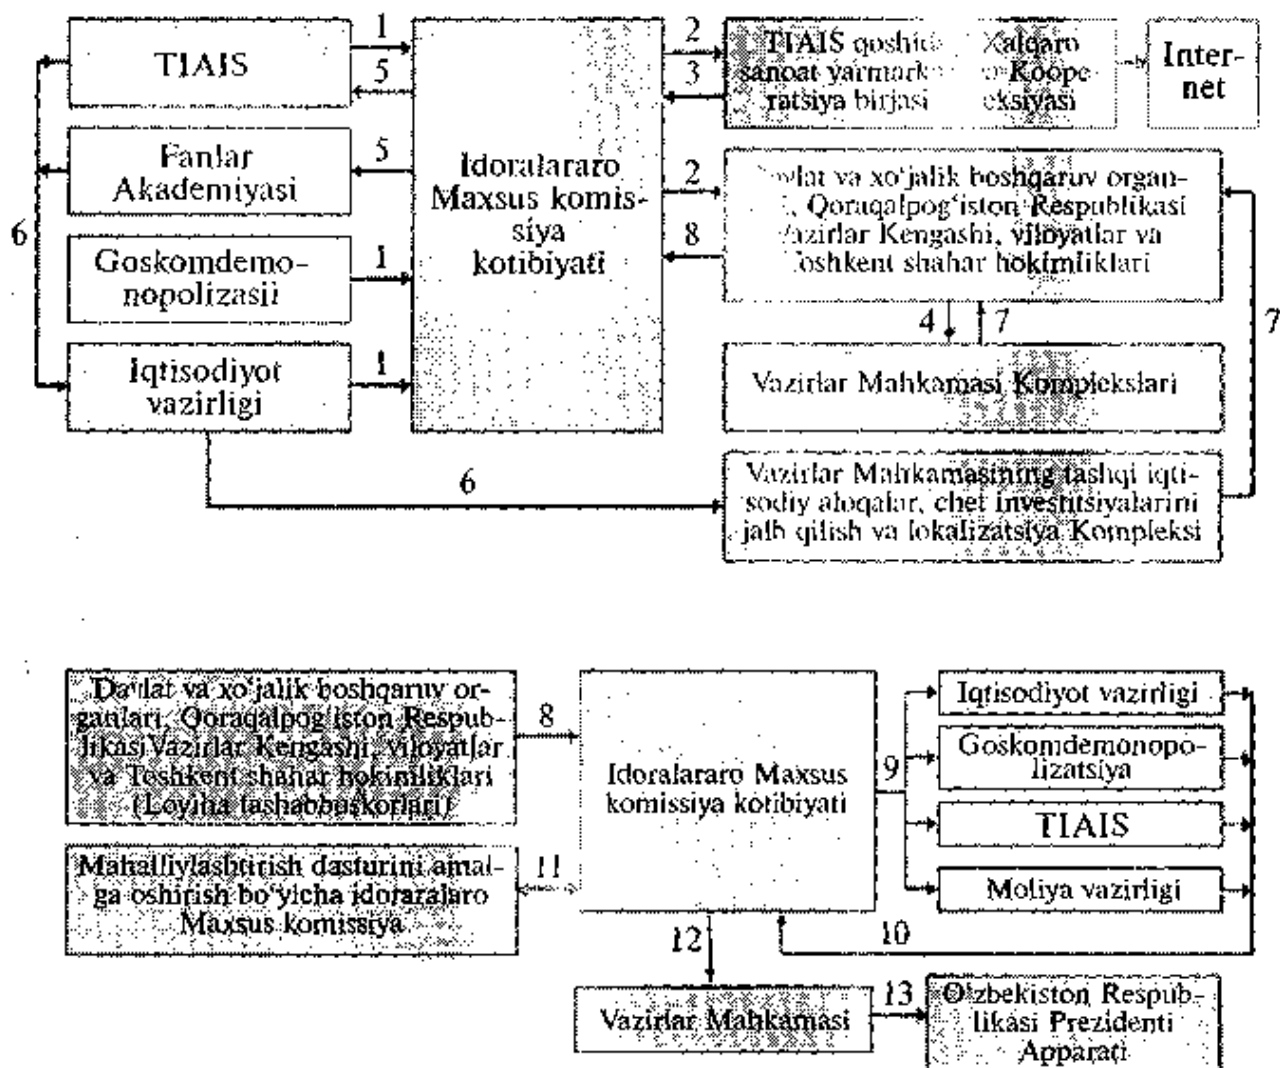 1
TIAIS
5
Fanlar
Akademiyasi
5
6
Goskomdemo-
nopolizasii
1
Iqtisodiyot
vazirligi
1
Idoralararo
Maxsus komis-
siya
kotibiyati
2
3
TIAIS qoshida Xalqaro
sanoat yarmarka Koope-
ratsiya birjasi
Inter-
net
2
8
va xo'jalik boshqaruv organ-
Qoraqalpog'iston Respublikasi
Vazirlar Kengashi, viloyatlar va
Toshkent shahar hokimliklari
4
7
7
Vazirlar Mahkamasi Komplekslari
6
Vazirlar Mahkamasining tashqi iqti-
sodiy aloqalar, chet investitsiyalarini
jalb qilish va lokalizatsiya Kompleksi
Davlat va xo'jalik boshqaruv or-
ganlari, Qoraqalpog'iston Respub-
likasi Vazirlar Kengashi, viloyatlar
va Toshkent shahar hokimliklari
(Loyiha tashabbuskorlari)
8
Mahalliylashtirish dasturini amal-
ga oshirish bo'yicha idoraralaro
Maxsus komissiya
11
Idoralararo Maxsus
komissiya kotibiyati
9
Iqtisodiyot vazirligi
Goskomdemonopo-
lizatsiya
TIAIS
Moliya vazirligi
10
12
Vazirlar Mahkamasi
13
O'zbekiston Respub-
likasi Prezidenti
Apparati